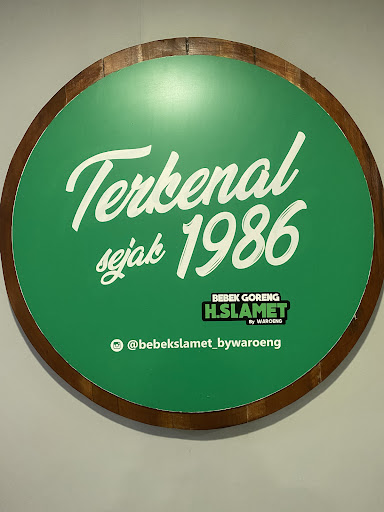 Terkenal
sejak 1986
BEBEK GORENG
H.SLAMET
By WAROENG
@bebekslamet_bywaroeng